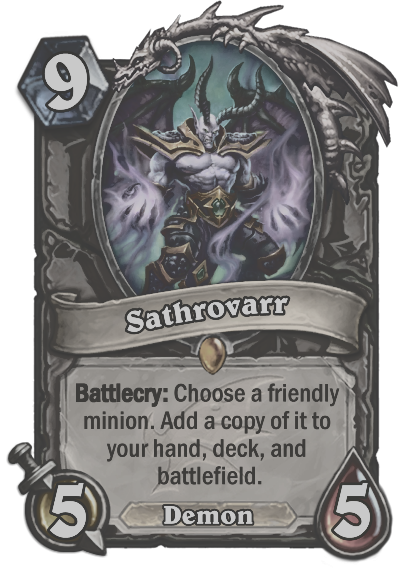 9
Sathrovarr
Battlecry: Choose a friendly
minion. Add a copy of it to
your hand, deck, and
battlefield.
5
Demon
5